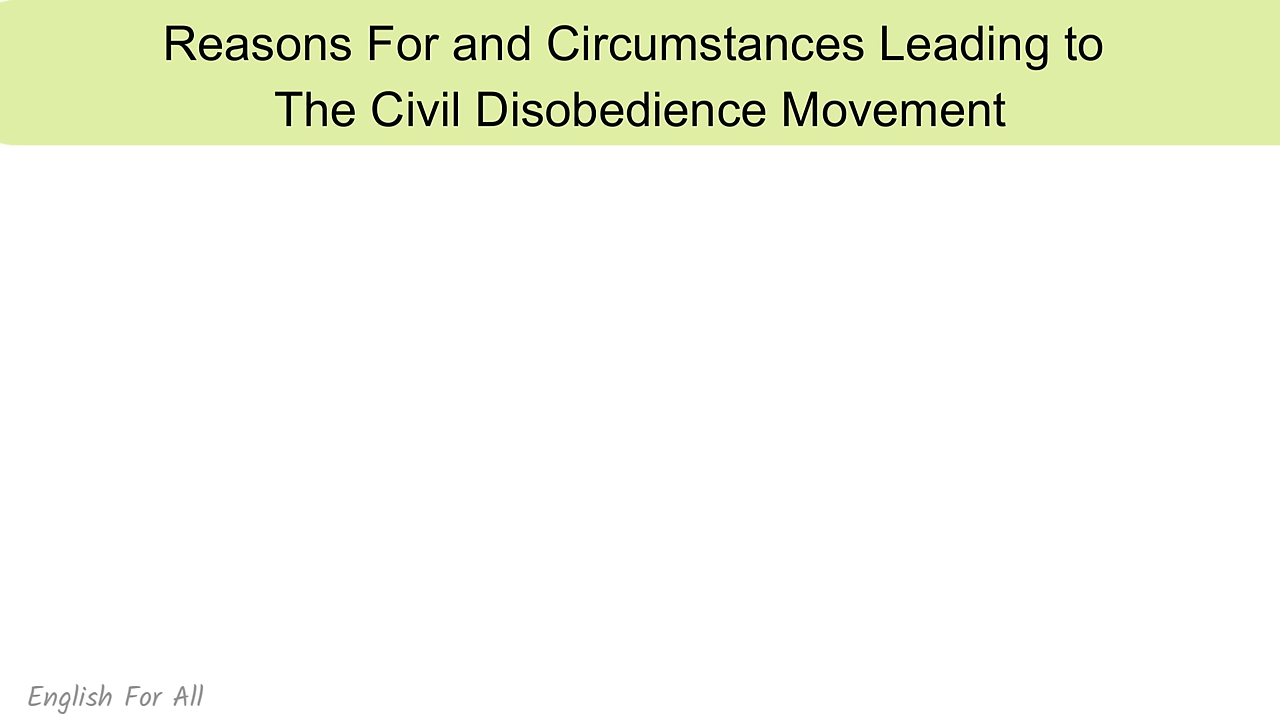 Reasons For and Circumstances Leading to
The Civil Disobedience Movement
English For All